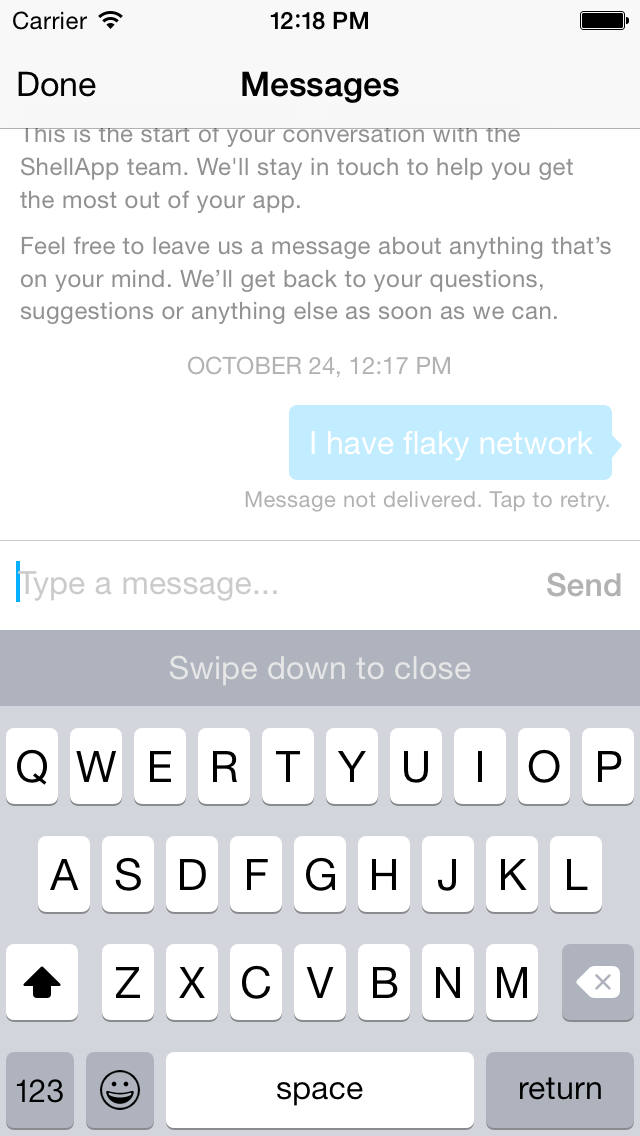 Carrier 12:18 PM
Done Messages
This is the start of your conversation with the
ShellApp team. We'll stay in touch to help you get
the most out of your app.
Feel free to leave us a message about anything that’s
on your mind. We’ll get back to your questions,
suggestions or anything else as soon as we can.
OCTOBER 24, 12:17 PM
I have flaky network
Message not delivered. Tap to retry.
Type a message... Send
Swipe down to close
Q W E R T Y U I O P
A S D F G H J K L
Z X C V B N M
123 space return